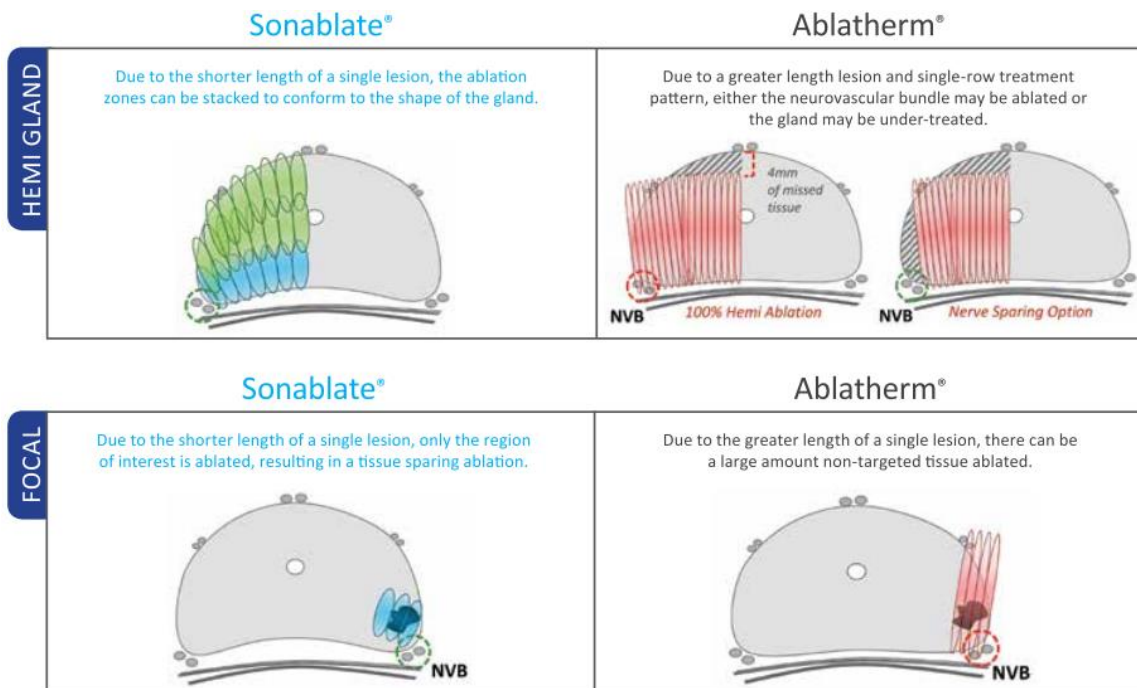 Sonablate®
Ablatherm®
HEMI GLAND
Due to the shorter length of a single lesion, the ablation
zones can be stacked to conform to the shape of the gland.
Due to a greater length lesion and single-row treatment
pattern, either the neurovascular bundle may be ablated or
the gland may be under-treated.
4mm
of missed
tissue
NVB
100% Hemi Ablation
NVB
Nerve Sparing Option
Sonablate®
Ablatherm®
FOCAL
Due to the shorter length of a single lesion, only the region
of interest is ablated, resulting in a tissue sparing ablation.
Due to the greater length of a single lesion, there can be
a large amount non-targeted tissue ablated.
NVB
NVB